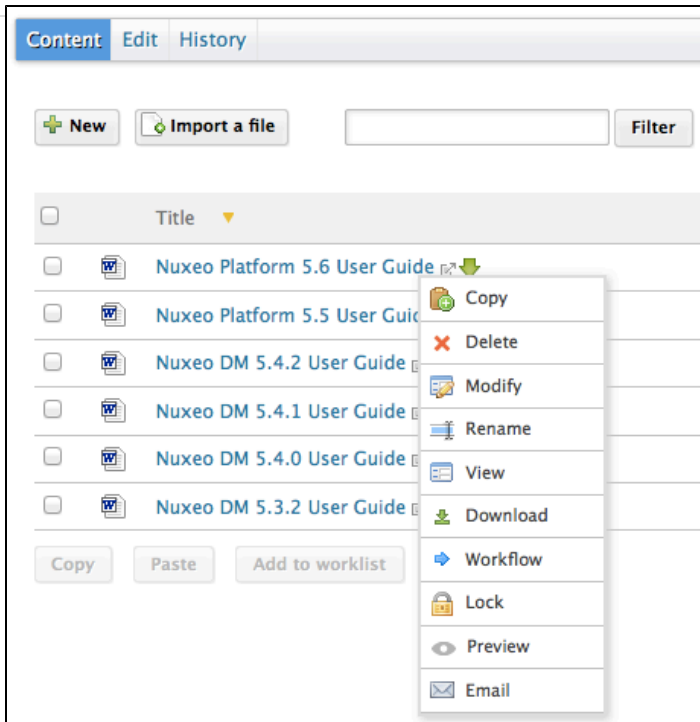 Content Edit History
New Import a file Filter
Title
Nuxeo Platform 5.6 User Guide
Copy
Nuxeo Platform 5.5 User
Delete
Nuxeo DM 5.4.2 User Guide
Modify
Nuxeo DM 5.4.1 User Guide
Rename
Nuxeo DM 5.4.0 User Guide
View
Nuxeo DM 5.3.2 User Guide
Download
Copy Paste Add to worklist
Workflow
Lock
Preview
Email